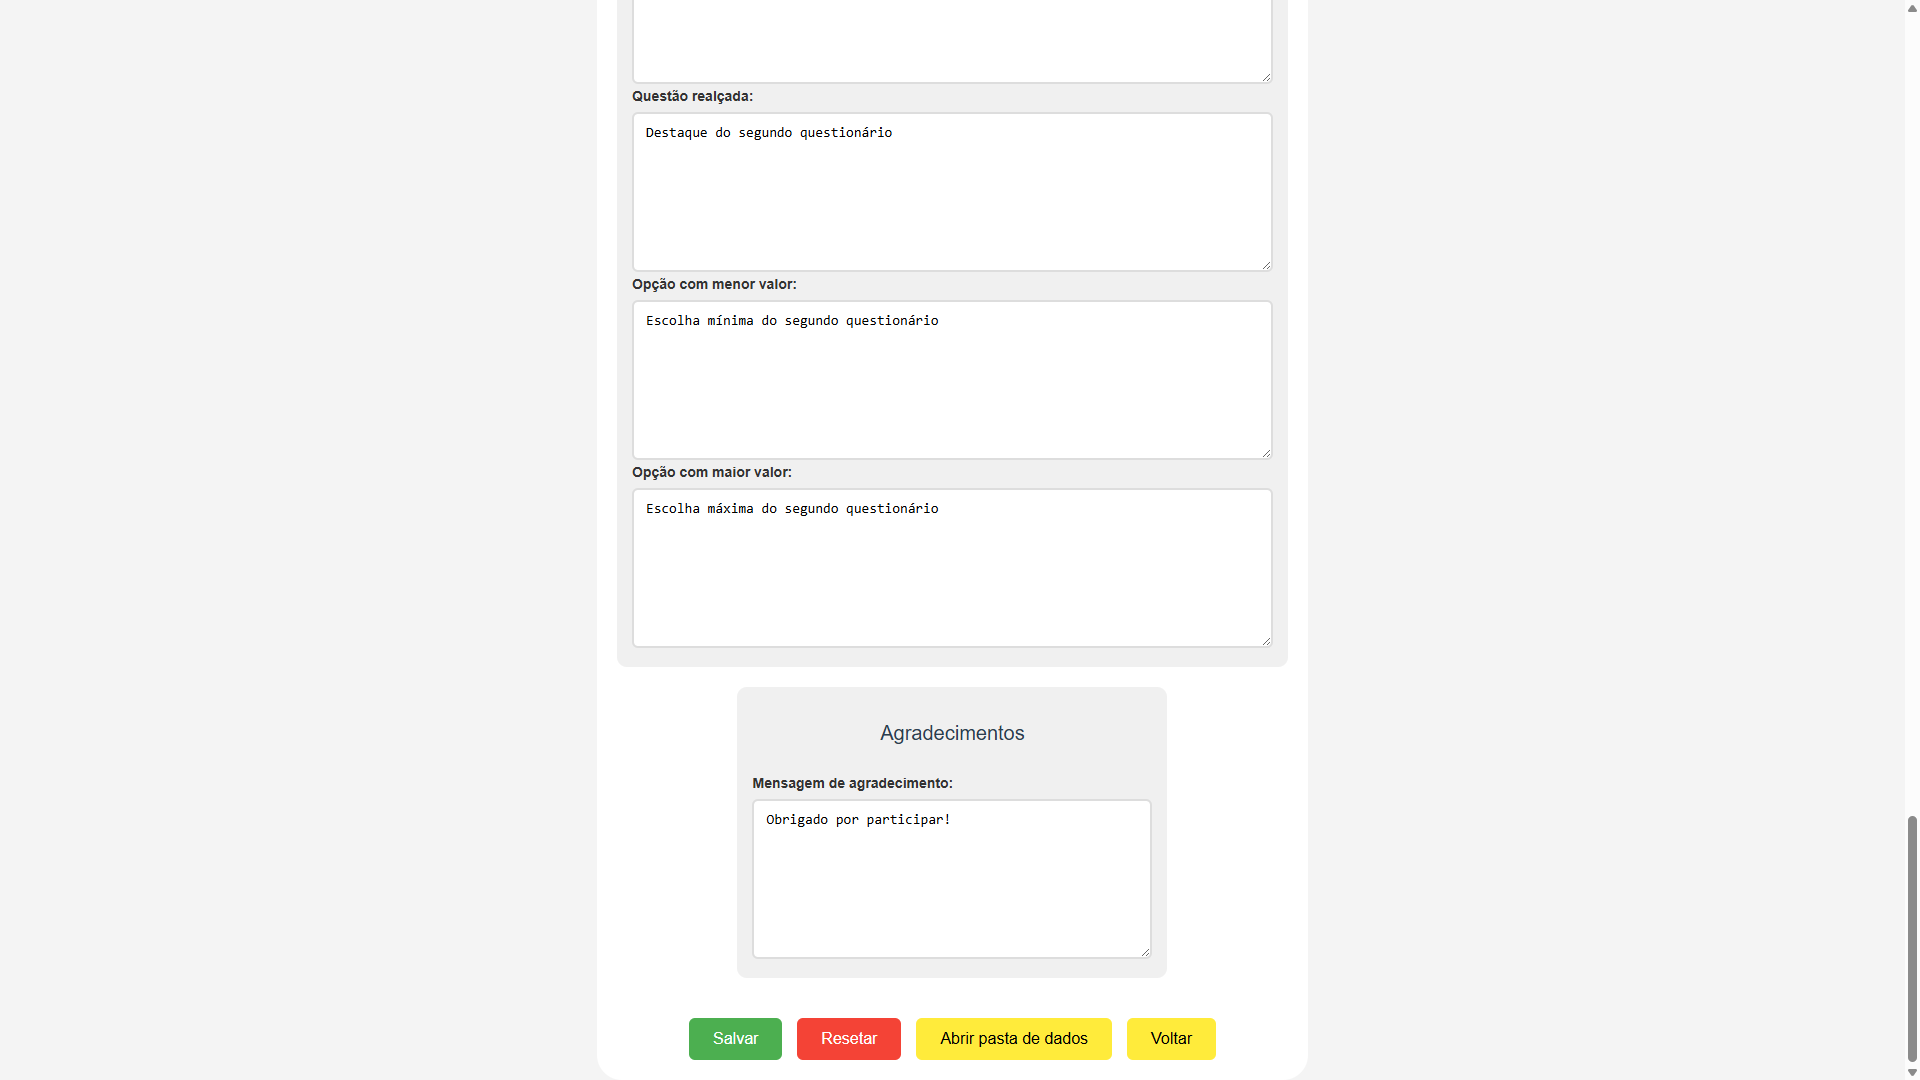 Questão realçada:
Destaque do segundo questionário
Opção com menor valor:
Escolha mínima do segundo questionário
Opção com maior valor:
Escolha máxima do segundo questionário
Agradecimentos
Mensagem de agradecimento:
Obrigado por participar!
Salvar
Resetar
Abrir pasta de dados
Voltar